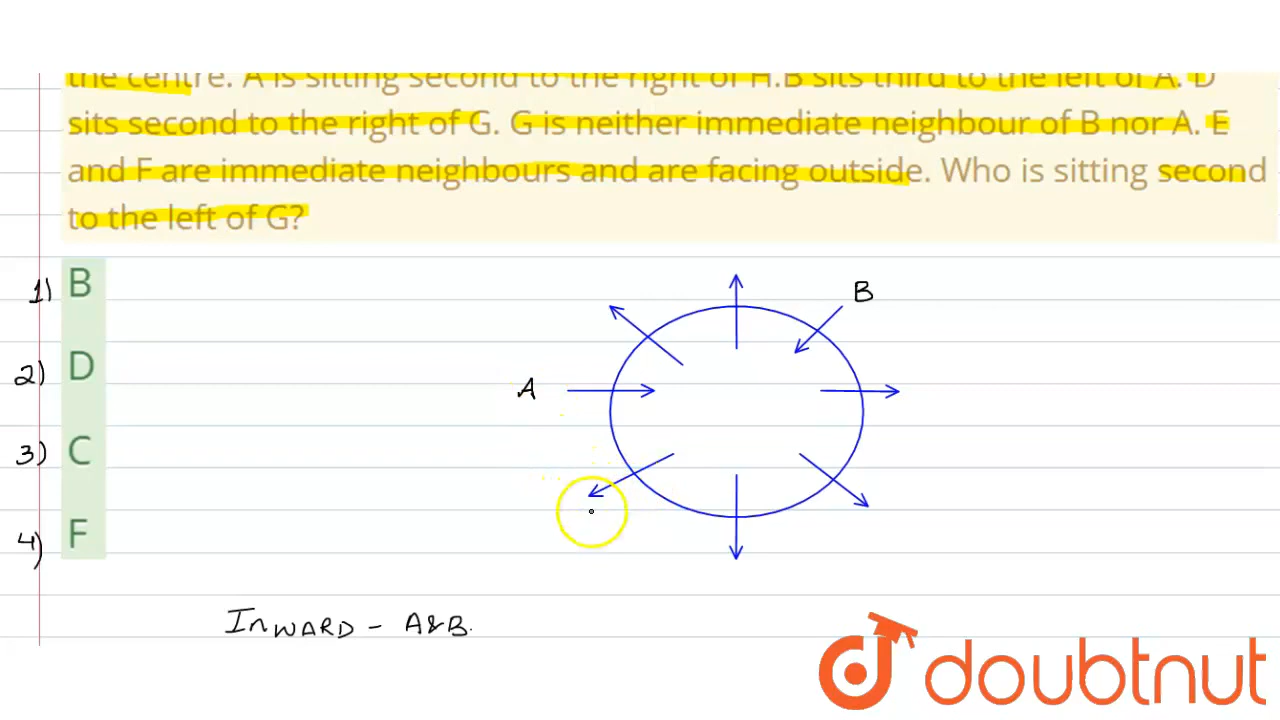 the centre. A is sitting second to the right of H.B sits third to the left of A. D
sits second to the right of G. G is neither immediate neighbour of B nor A. E
and F are immediate neighbours and are facing outside. Who is sitting second
to the left of G?
1) B
2) D
3) C
4) F
B
A
INWARD - A&B.
doubtnut